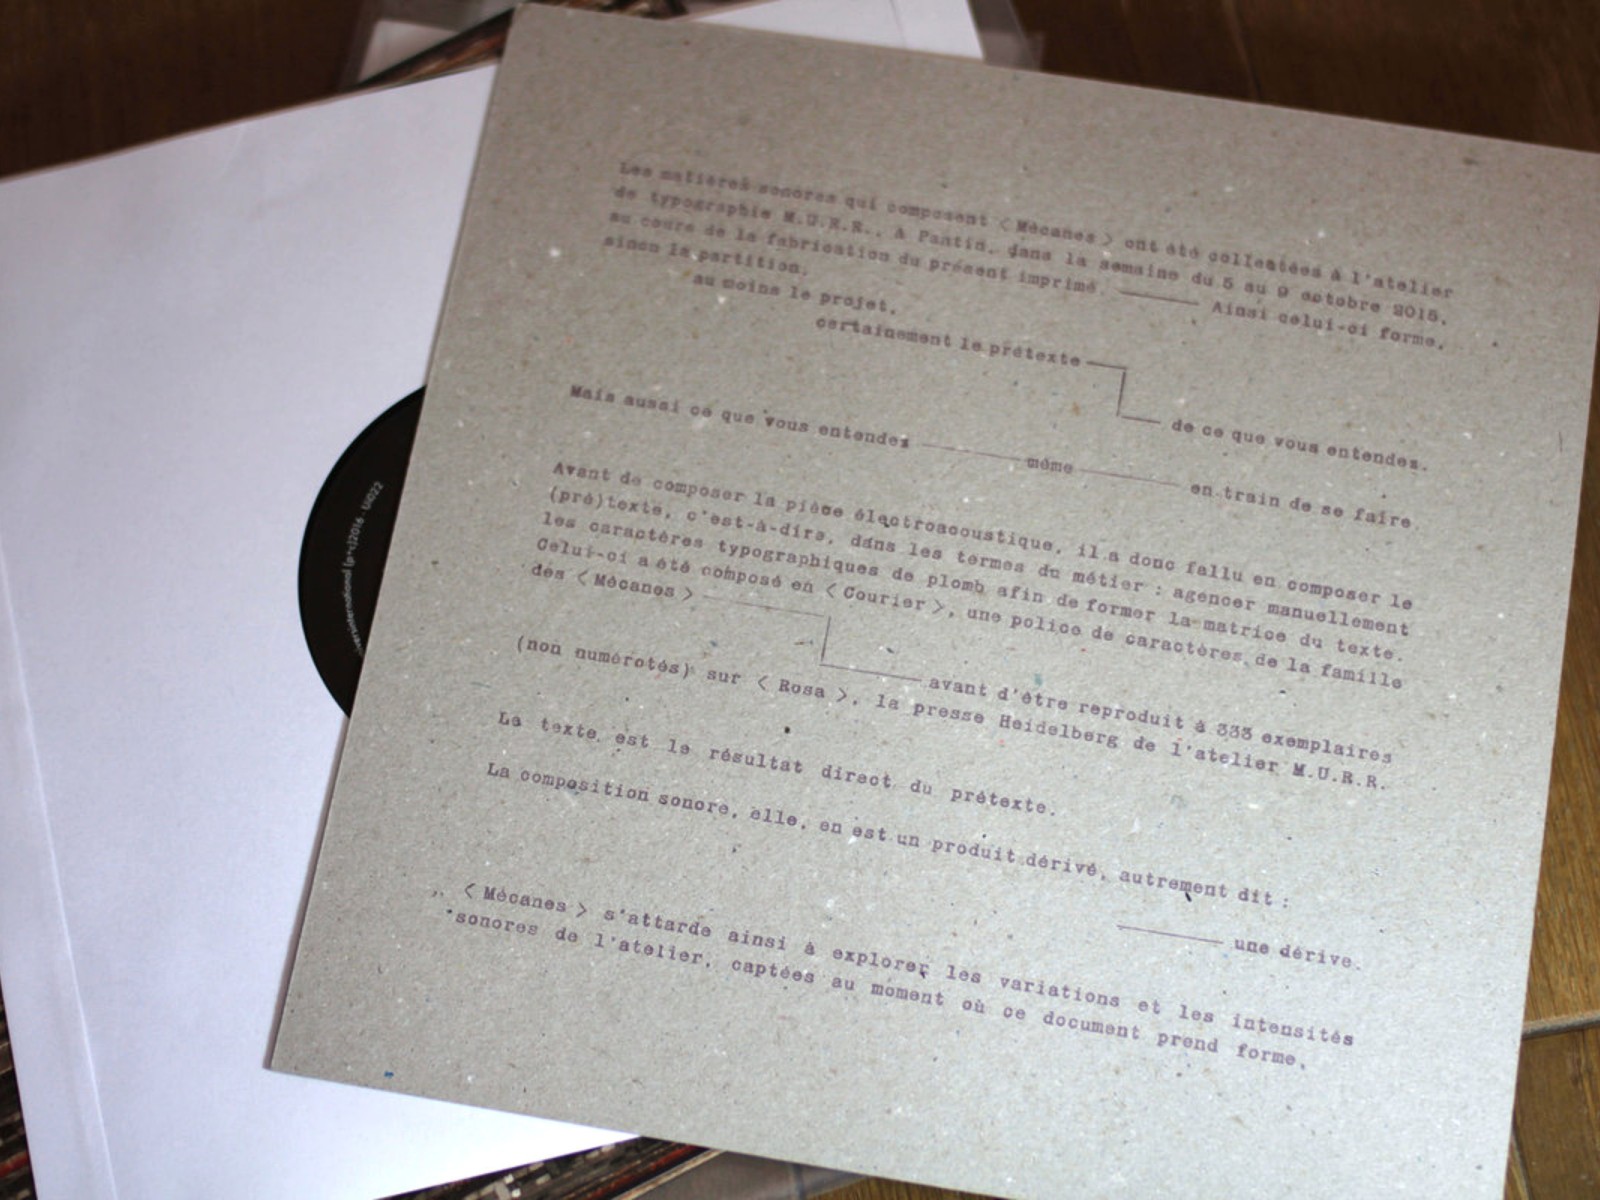 Les matières sonores qui composent < Mécanes > ont été collectées à l'atelier
de typographie M.U.R.R., à Pantin, dans la semaine du 5 au 9 octobre 2015,
au cours de la fabrication du présent imprimé. Ainsi celui-ci forme,
sinon la partition,
au moins le projet,
certainement le prétexte
de ce que vous entendez.
Mais aussi ce que vous entendez même en train de se faire.
Avant de composer la pièce électroacoustique, il a donc fallu en composer le
(pré)texte, c'est-à-dire, dans les termes du métier : agencer manuellement
les caractères typographiques de plomb afin de former la matrice du texte.
Celui-ci a été composé en < Courier >, une police de caractères de la famille
des < Mécanes >
avant d'être reproduit à 333 exemplaires
(non numérotés) sur < Rosa >, la presse Heidelberg de l'atelier M.U.R.R.
Le texte est le résultat direct du prétexte.
La composition sonore, elle, en est un produit dérivé, autrement dit :
une dérive.
< Mécanes > s'attarde ainsi à explorer les variations et les intensités
sonores de l'atelier, captées au moment où ce document prend forme.
international (p+c)2016 - UI022